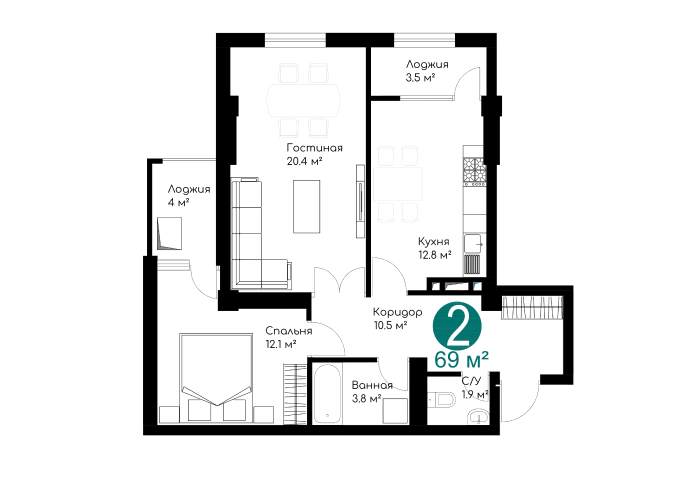 Лоджия
3.5 м²
Гостиная
20.4 м²
Лоджия
4 м²
Кухня
12.8 м²
Коридор
10.5 м²
2
69 м²
Спальня
12.1 м²
Ванная
3.8 м²
С/У
1.9 м²